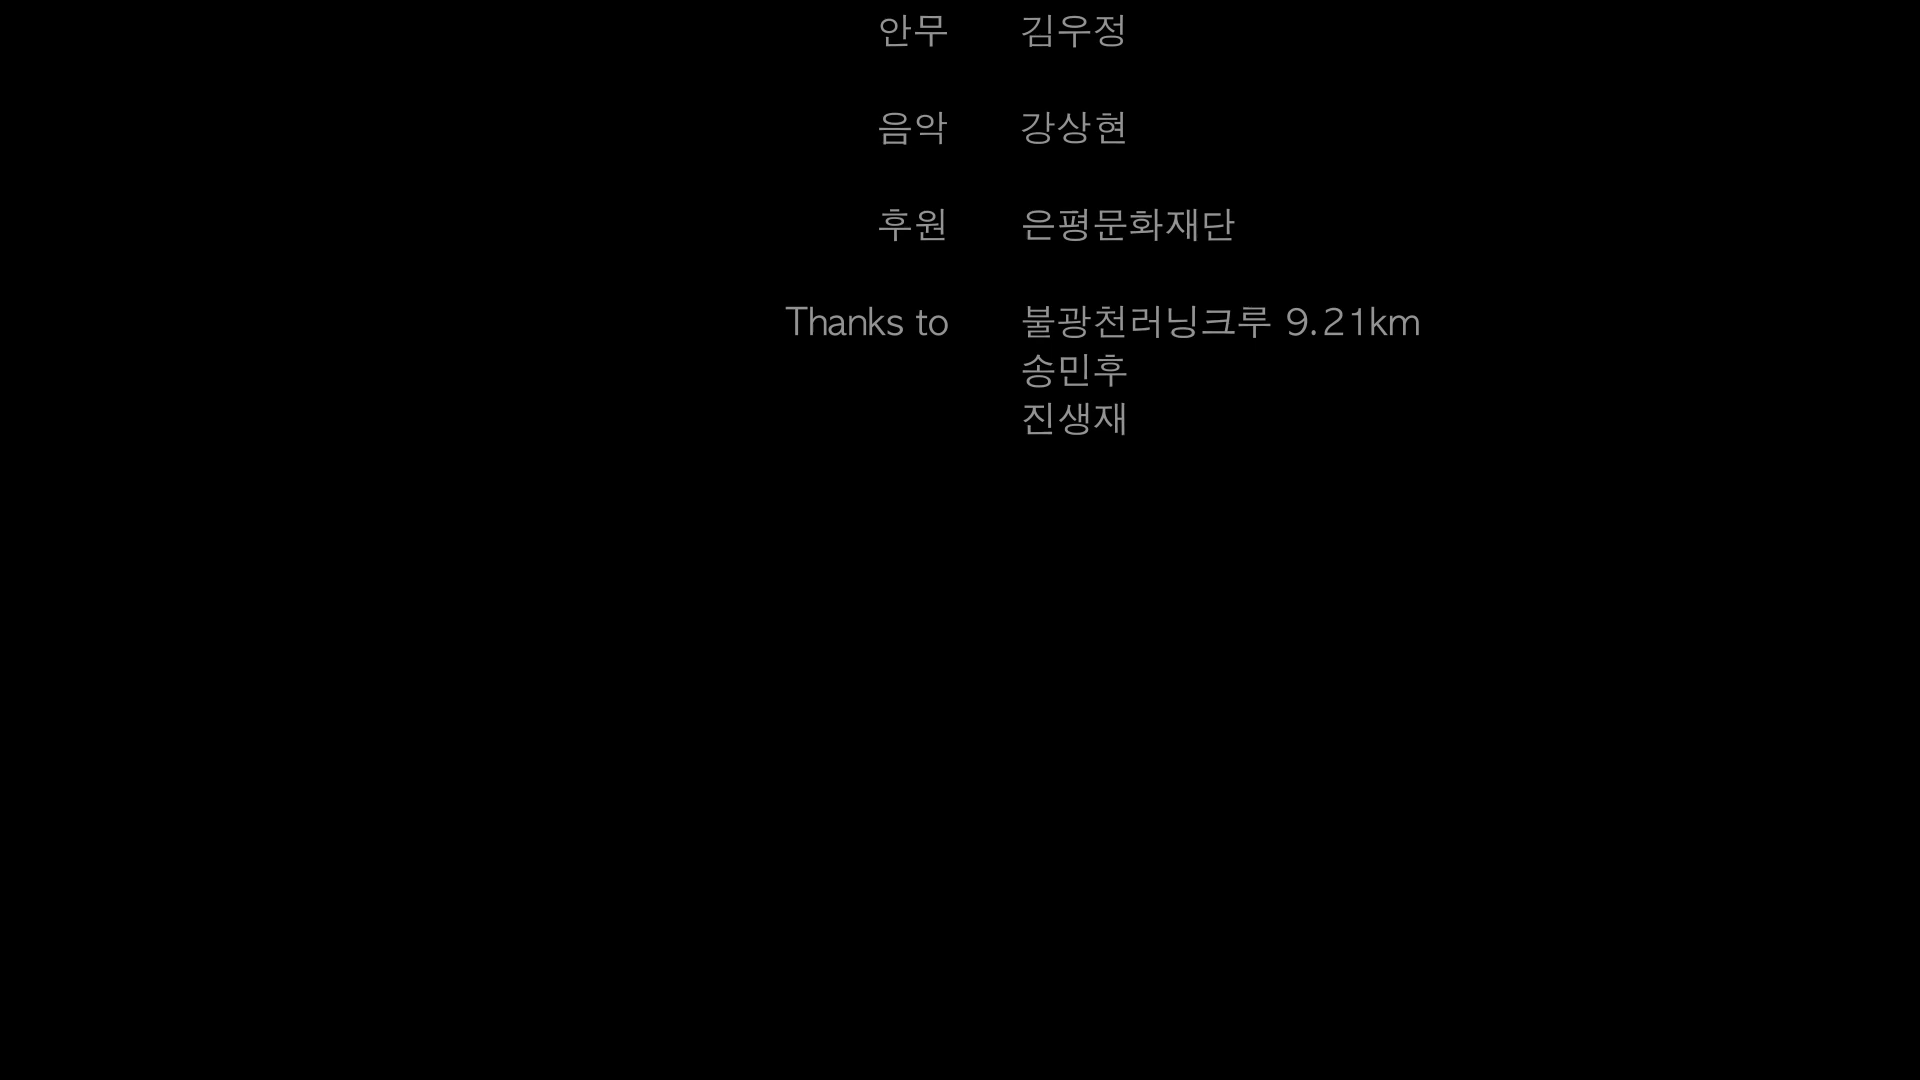 안무 김우정
음악 강상현
후원 은평문화재단
Thanks to 불광천러닝크루 9.21km
송민후
진생재